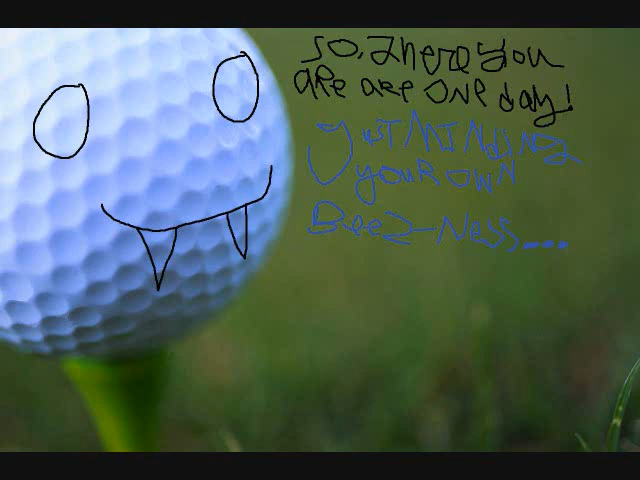 So, There you
are are one day!
Just Minding
your own
Beez-Ness....